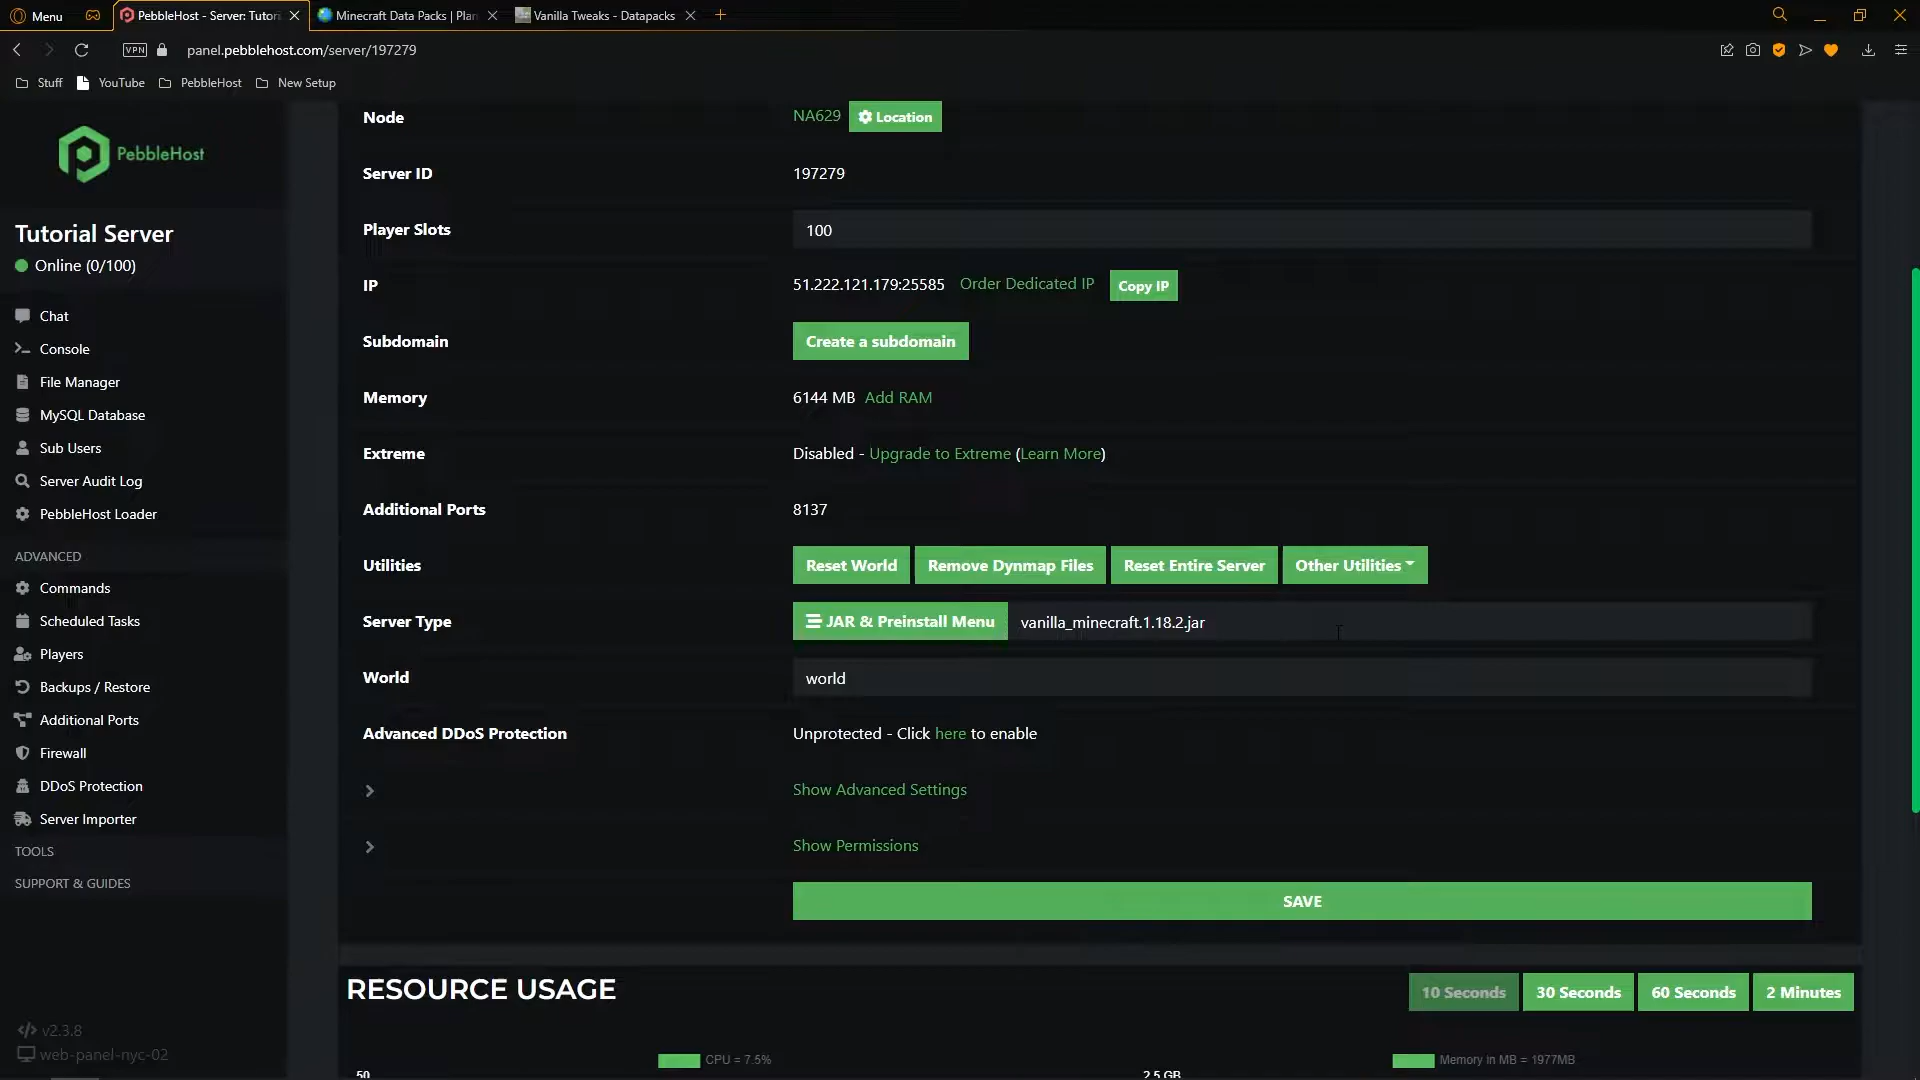 Menu
PebbleHost - Server: Tutori
Minecraft Data Packs | Plan
Vanilla Tweaks - Datapacks
VPN
panel.pebblehost.com/server/197279
Stuff
YouTube
PebbleHost
New Setup
PebbleHost
Tutorial Server
Online (0/100)
Chat
Console
File Manager
MySQL Database
Sub Users
Server Audit Log
PebbleHost Loader
ADVANCED
Commands
Scheduled Tasks
Players
Backups / Restore
Additional Ports
Firewall
DDoS Protection
Server Importer
TOOLS
SUPPORT & GUIDES
v2.3.8
web-panel-nyc-02
Node NA629 Location
Server ID 197279
Player Slots 100
IP 51.222.121.179:25585 Order Dedicated IP Copy IP
Subdomain Create a subdomain
Memory 6144 MB Add RAM
Extreme Disabled - Upgrade to Extreme (Learn More)
Additional Ports 8137
Utilities Reset World Remove Dynmap Files Reset Entire Server Other Utilities
Server Type JAR & Preinstall Menu vanilla_minecraft.1.18.2.jar
World world
Advanced DDoS Protection Unprotected - Click here to enable
Show Advanced Settings
Show Permissions
SAVE
RESOURCE USAGE 10 Seconds 30 Seconds 60 Seconds 2 Minutes
CPU = 7.5% Memory in MB = 1977MB
50 2.5 GB